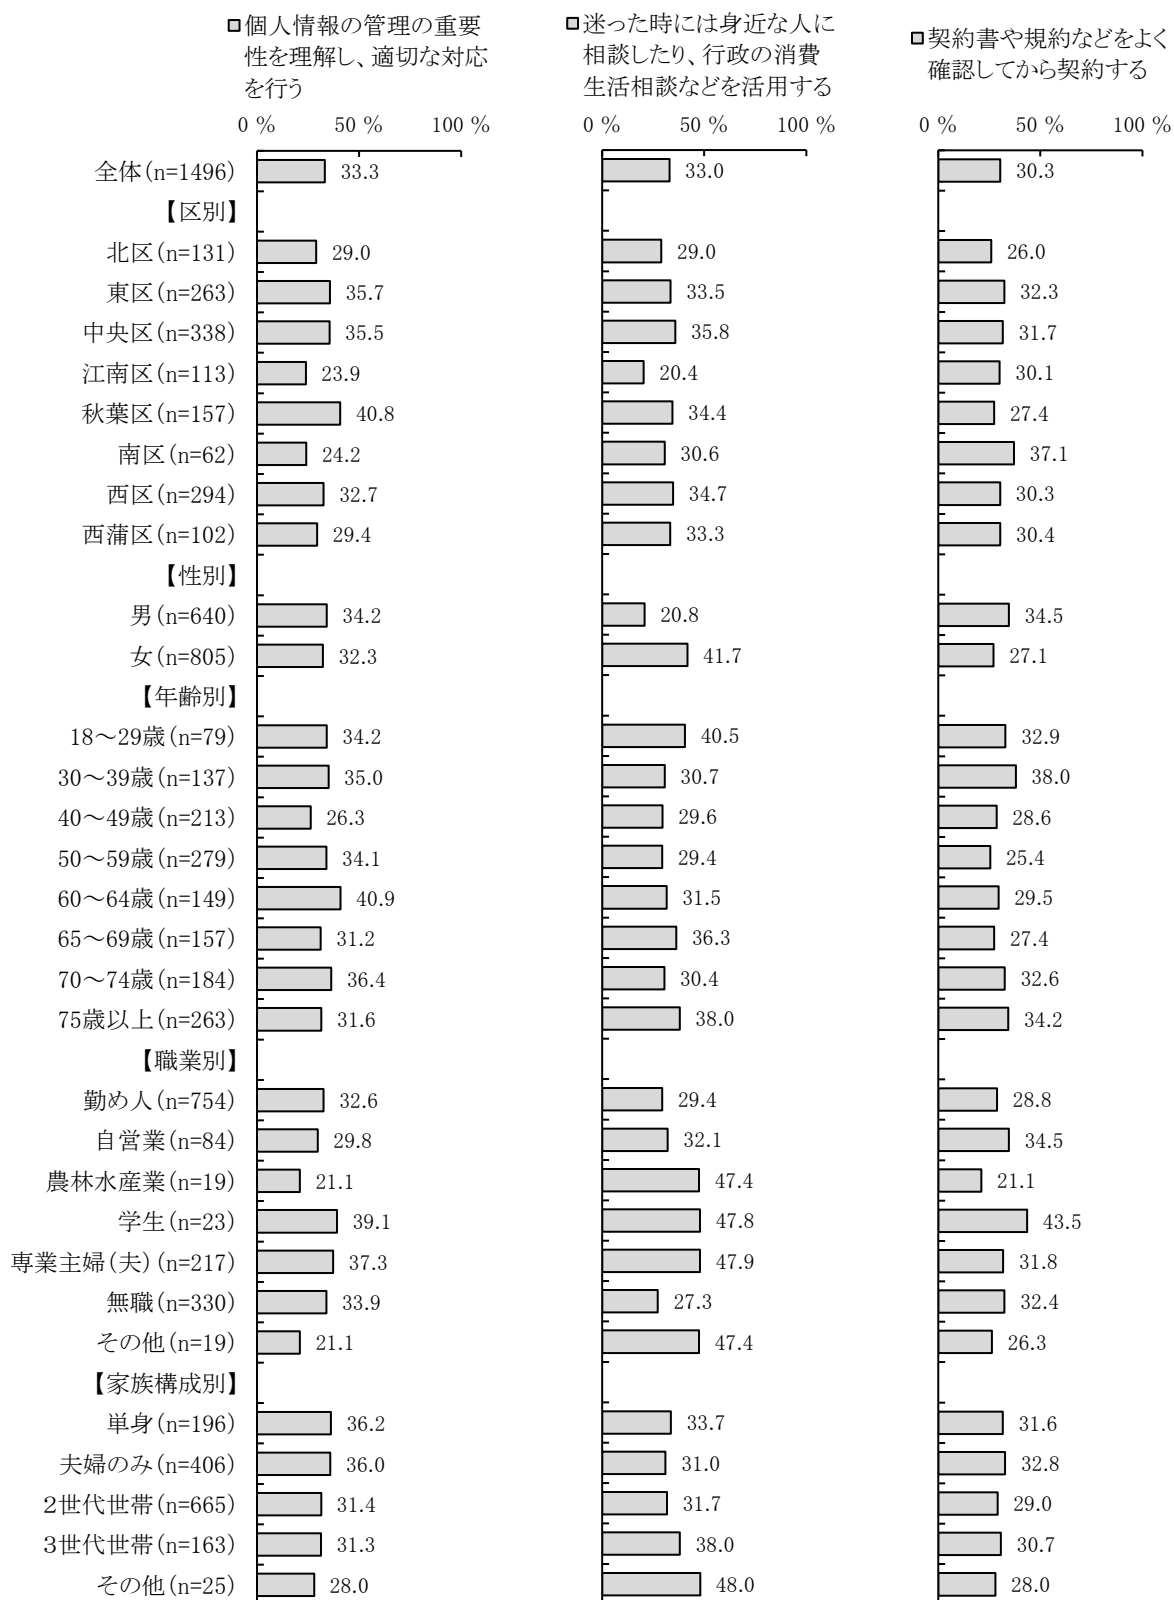 個人情報の管理の重要
性を理解し、適切な対応
を行う
迷った時には身近な人に
相談したり、行政の消費
生活相談などを活用する
契約書や規約などをよく
確認してから契約する
0 % 50 % 100 % 0 % 50 % 100 % 0 % 50 % 100 %
全体(n=1496) 33.3 33.0 30.3
【区別】
北区(n=131) 29.0 29.0 26.0
東区(n=263) 35.7 33.5 32.3
中央区(n=338) 35.5 35.8 31.7
江南区(n=113) 23.9 20.4 30.1
秋葉区(n=157) 40.8 34.4 27.4
南区(n=62) 24.2 30.6 37.1
西区(n=294) 32.7 34.7 30.3
西蒲区(n=102) 29.4 33.3 30.4
【性別】
男(n=640) 34.2 20.8 34.5
女(n=805) 32.3 41.7 27.1
【年齢別】
18～29歳(n=79) 34.2 40.5 32.9
30～39歳(n=137) 35.0 30.7 38.0
40～49歳(n=213) 26.3 29.6 28.6
50～59歳(n=279) 34.1 29.4 25.4
60～64歳(n=149) 40.9 31.5 29.5
65～69歳(n=157) 31.2 36.3 27.4
70～74歳(n=184) 36.4 30.4 32.6
75歳以上(n=263) 31.6 38.0 34.2
【職業別】
勤め人(n=754) 32.6 29.4 28.8
自営業(n=84) 29.8 32.1 34.5
農林水産業(n=19) 21.1 47.4 21.1
学生(n=23) 39.1 47.8 43.5
専業主婦(夫)(n=217) 37.3 47.9 31.8
無職(n=330) 33.9 27.3 32.4
その他(n=19) 21.1 47.4 26.3
【家族構成別】
単身(n=196) 36.2 33.7 31.6
夫婦のみ(n=406) 36.0 31.0 32.8
2世代世帯(n=665) 31.4 31.7 29.0
3世代世帯(n=163) 31.3 38.0 30.7
その他(n=25) 28.0 48.0 28.0